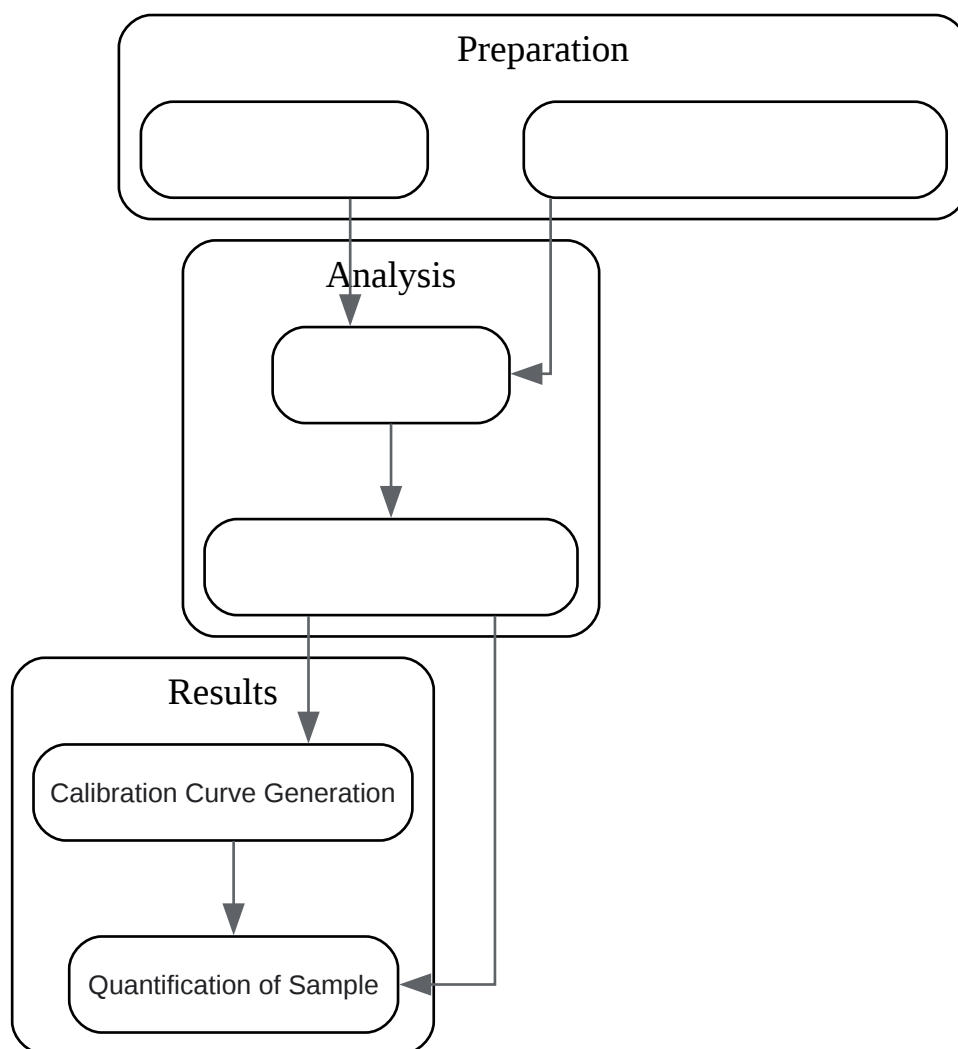 Preparation
Analysis
Results
Calibration Curve Generation
Quantification of Sample